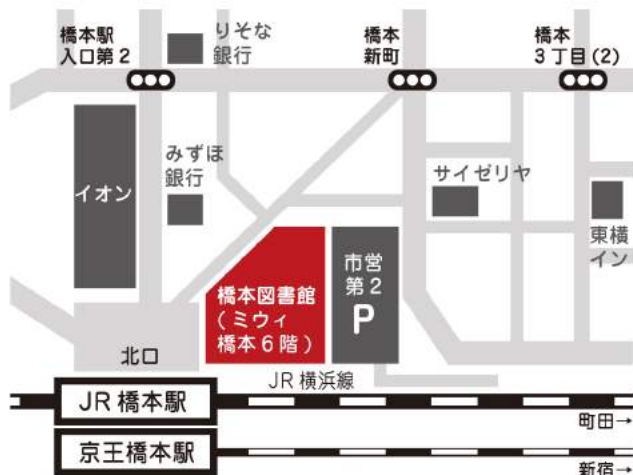 橋本駅
入口第2
りそな
銀行
橋本
新町
橋本
3丁目(2)
イオン
みずほ
銀行
サイゼリヤ
東横
イン
橋本図書館
(ミウィ
橋本6階)
市営
第2
P
北口
JR横浜線
JR橋本駅
町田→
京王橋本駅
新宿→